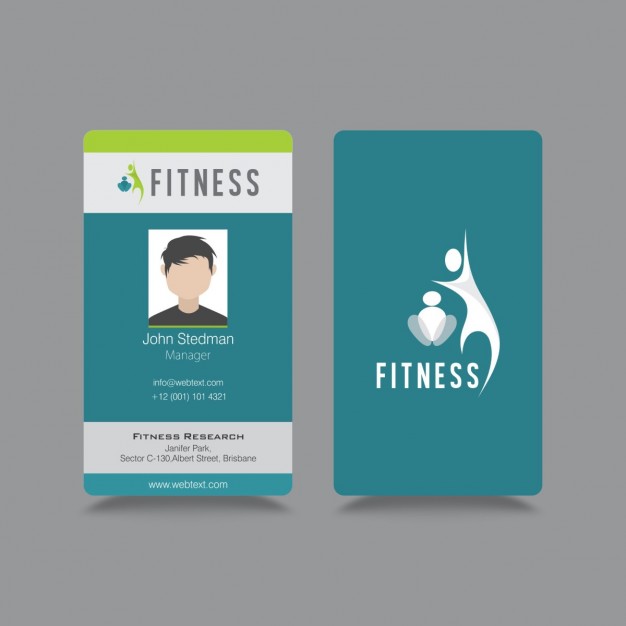 FITNESS
John Stedman
Manager
info@webtext.com
+ 12 (001) 101 4321
FITNESS RESEARCH
Janifer Park,
Sector C-130.Albert Street, Brisbane
www.webtext.com
FITNESS